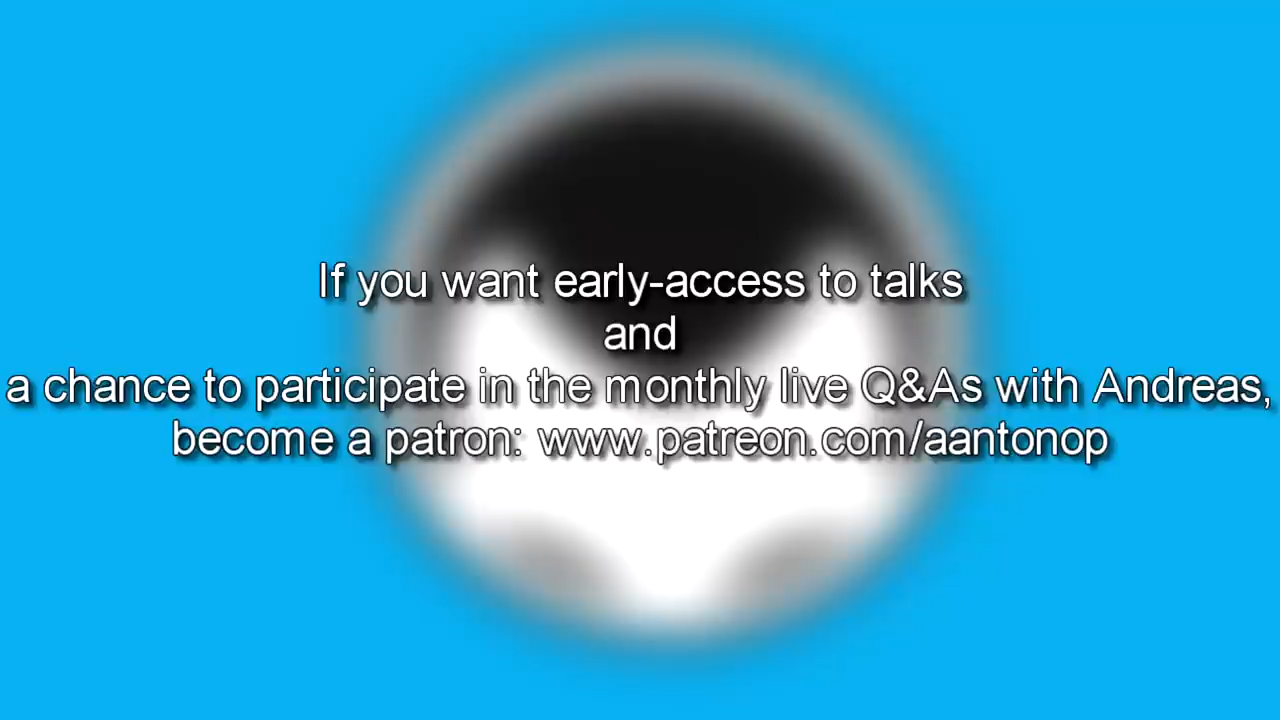 If you want early-access to talks
and
a chance to participate in the monthly live Q&As with Andreas,
become a patron: www.patreon.com/aantonop